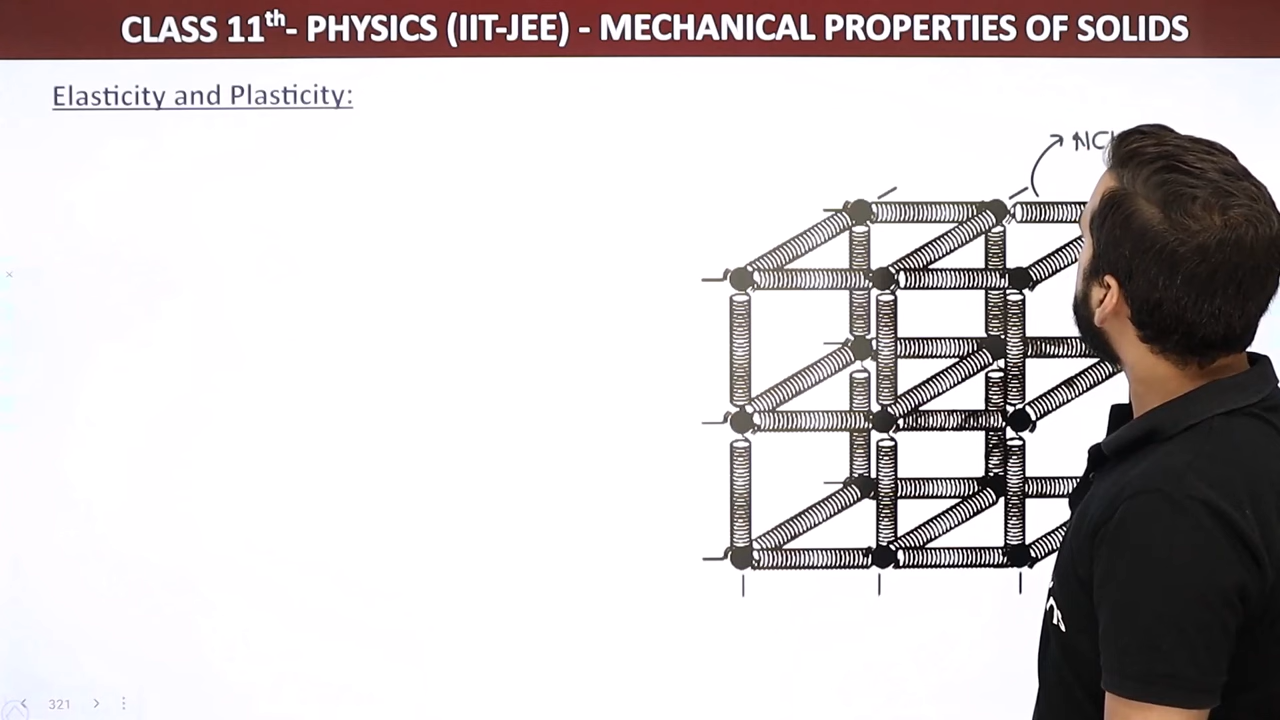 CLASS 11th- PHYSICS (IIT-JEE) - MECHANICAL PROPERTIES OF SOLIDS
Elasticity and Plasticity:
321